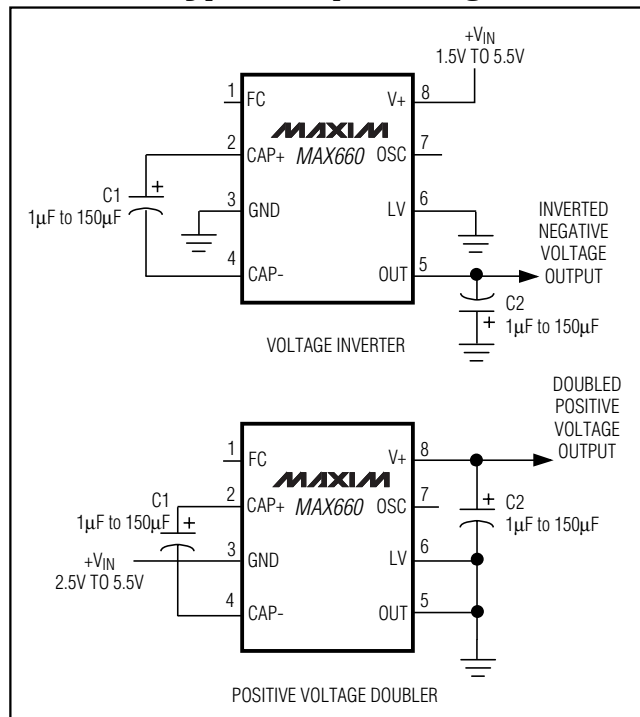 +VIN
1.5V TO 5.5V
1 FC
V+ 8
MAXIM
MAX660
2 CAP+
OSC 7
C1
+
1µF to 150µF
3 GND
LV 6
4 CAP-
OUT 5
INVERTED
NEGATIVE
VOLTAGE
OUTPUT
C2
+ 1µF to 150µF
VOLTAGE INVERTER
DOUBLED
POSITIVE
VOLTAGE
OUTPUT
1 FC
V+ 8
MAXIM
MAX660
2 CAP+
OSC 7
C1
1µF to 150µF +
+ C2
1µF to 150µF
+VIN
2.5V TO 5.5V
3 GND
LV 6
4 CAP-
OUT 5
POSITIVE VOLTAGE DOUBLER